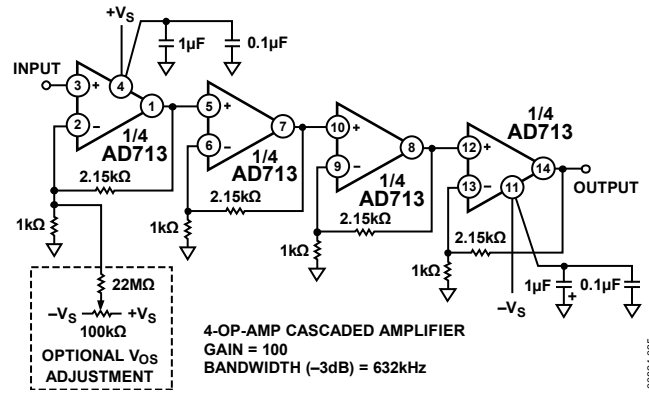 +VS
1µF
0.1µF
INPUT
3
+
4
1
2
−
1/4
AD713
2.15kΩ
1kΩ
5
+
7
6
−
1/4
AD713
2.15kΩ
1kΩ
10
+
8
9
−
1/4
AD713
2.15kΩ
1kΩ
1/4
AD713
12
+
14
13
−
11
OUTPUT
2.15kΩ
1kΩ
1µF
+
0.1µF
−VS
22MΩ
−VS
+VS
100kΩ
OPTIONAL VOS
ADJUSTMENT
4-OP-AMP CASCADED AMPLIFIER
GAIN = 100
BANDWIDTH (–3dB) = 632kHz